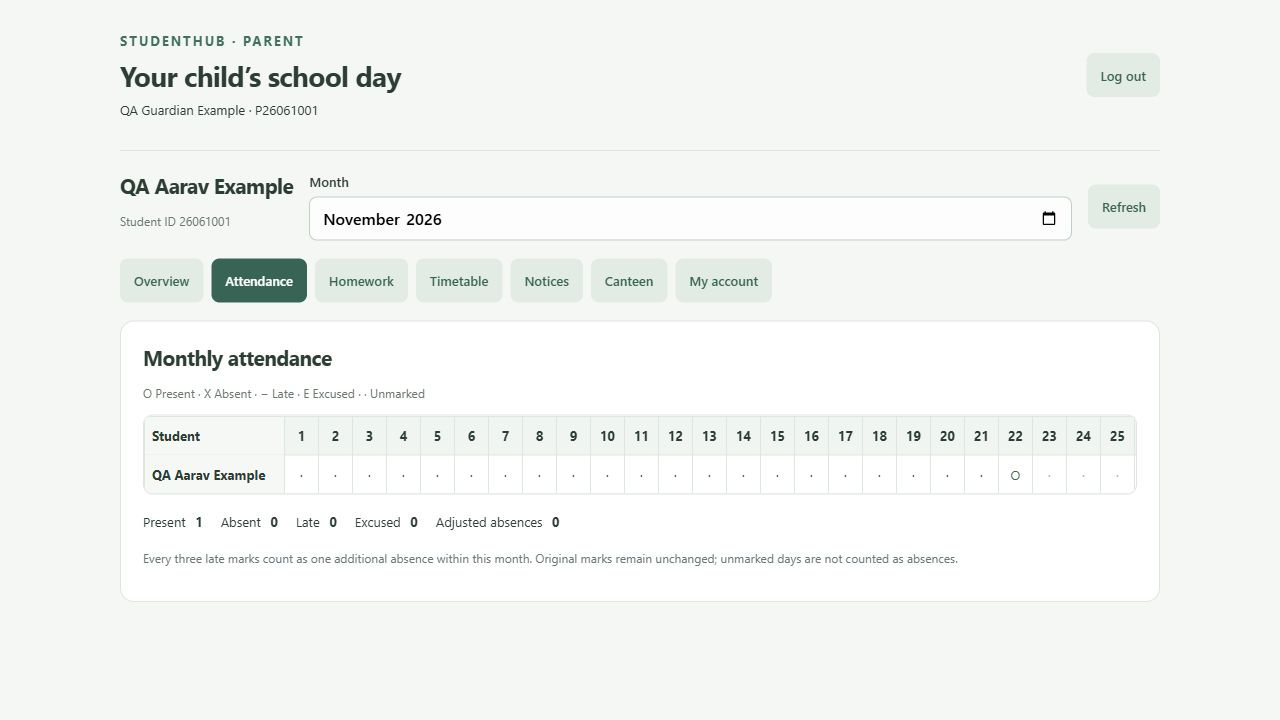 STUDENTHUB · PARENT
Your child’s school day
QA Guardian Example · P26061001
Log out
QA Aarav Example
Student ID 26061001
Month
November 2026
Refresh
Overview Attendance Homework Timetable Notices Canteen My account
Monthly attendance
O Present · X Absent · – Late · E Excused · · Unmarked
Student 1 2 3 4 5 6 7 8 9 10 11 12 13 14 15 16 17 18 19 20 21 22 23 24 25
QA Aarav Example · · · · · · · · · · · · · · · · · · · · · O · · ·
Present 1 Absent 0 Late 0 Excused 0 Adjusted absences 0
Every three late marks count as one additional absence within this month. Original marks remain unchanged; unmarked days are not counted as absences.